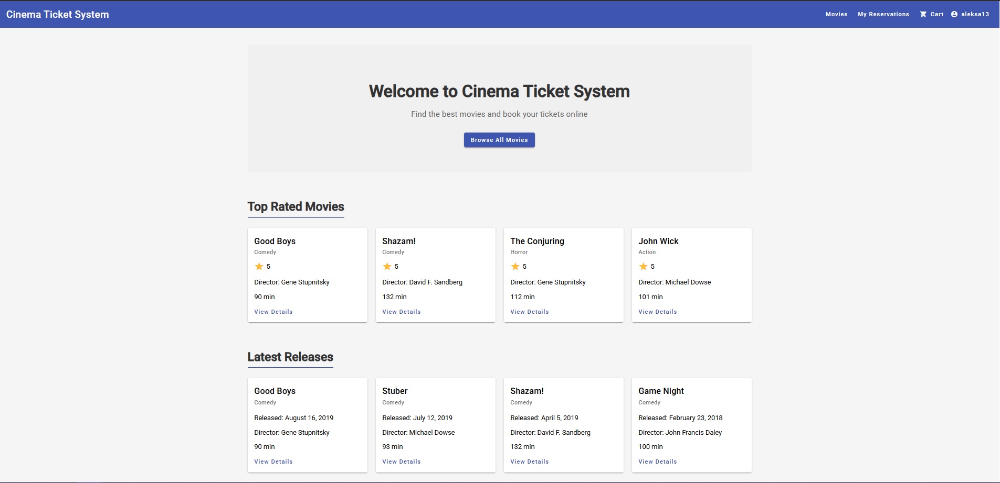 Cinema Ticket System
Movies My Reservations Cart aleksa13
Welcome to Cinema Ticket System
Find the best movies and book your tickets online
Browse All Movies
Top Rated Movies
Good Boys
Comedy
5
Director: Gene Stupnitsky
90 min
View Details
Shazam!
Comedy
5
Director: David F. Sandberg
132 min
View Details
The Conjuring
Horror
5
Director: Gene Stupnitsky
112 min
View Details
John Wick
Action
5
Director: Michael Dowse
101 min
View Details
Latest Releases
Good Boys
Comedy
Released: August 16, 2019
Director: Gene Stupnitsky
90 min
View Details
Stuber
Comedy
Released: July 12, 2019
Director: Michael Dowse
93 min
View Details
Shazam!
Comedy
Released: April 5, 2019
Director: David F. Sandberg
132 min
View Details
Game Night
Comedy
Released: February 23, 2018
Director: John Francis Daley
100 min
View Details